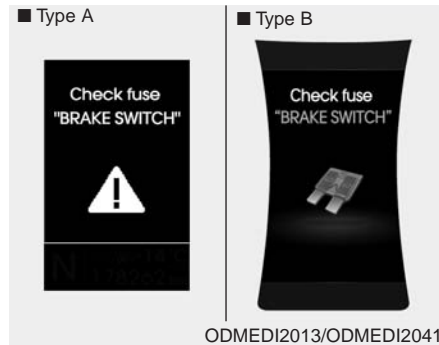 ■ Type A
■ Type B
Check fuse
"BRAKE SWITCH"
Check fuse
“BRAKE SWITCH”
N
ODMEDI2013/ODMEDI2041